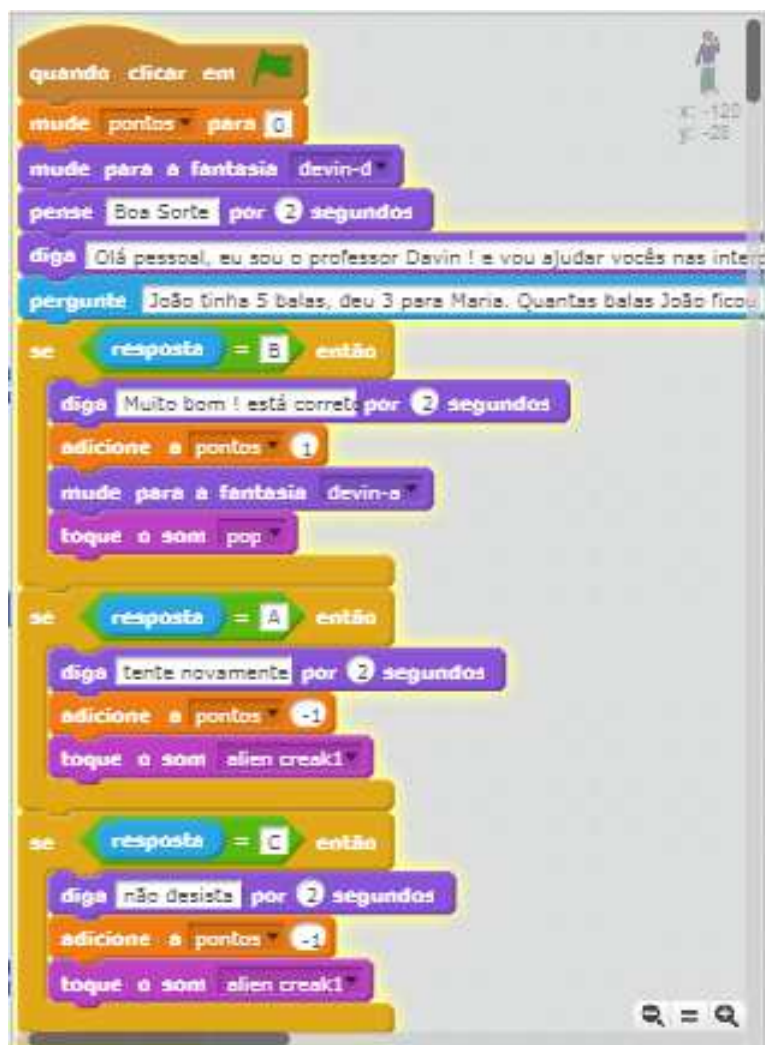 quando clicar em
x: -120
y: -28
mude pontos para 0
mude para a fantasia devin-d
pense Boa Sorte por 2 segundos
diga Olá pessoal, eu sou o professor Davin ! e vou ajudar vocês nas inter
pergunte João tinha 5 balas, deu 3 para Maria. Quantas balas João ficou
se resposta = B então
diga Muito bom ! está correto por 2 segundos
adicione a pontos 1
mude para a fantasia devin-a
toque o som pop
se resposta = A então
diga tente novamente por 2 segundos
adicione a pontos -1
toque o som alien creak1
se resposta = C então
diga não desista por 2 segundos
adicione a pontos -1
toque o som alien creak1